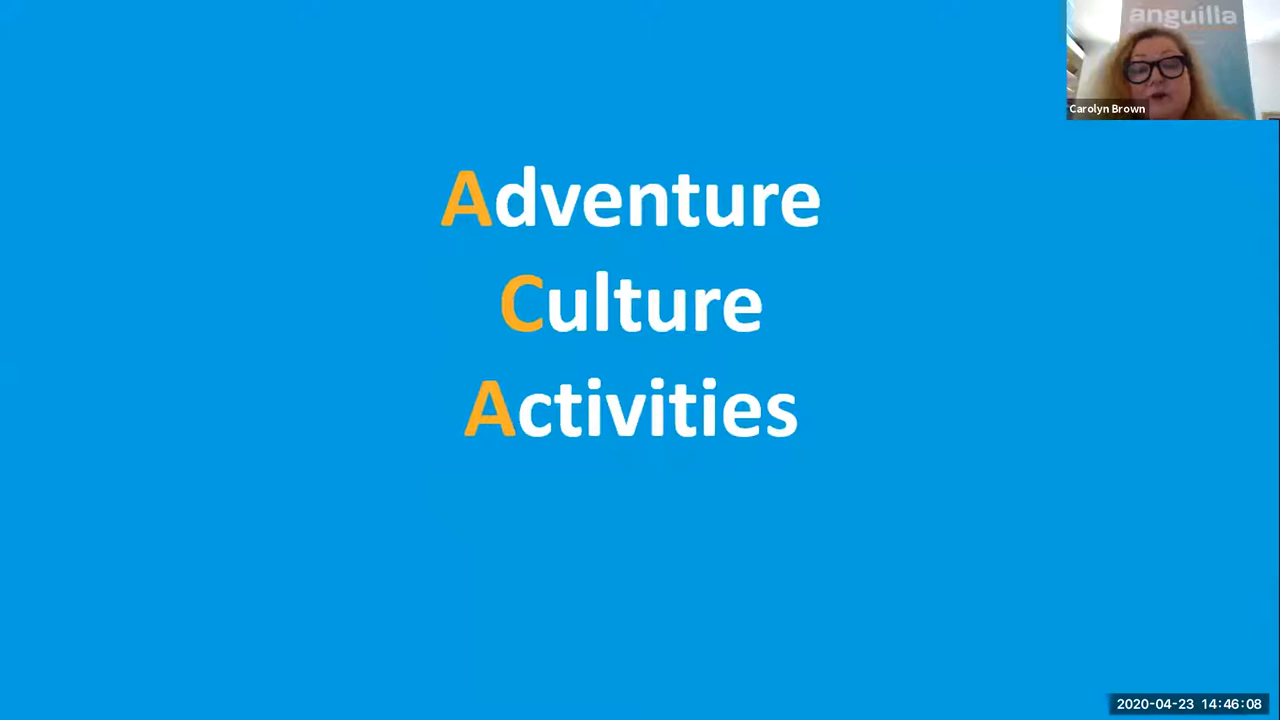 anguilla
Carolyn Brown
Adventure
Culture
Activities
2020-04-23 14:46:08